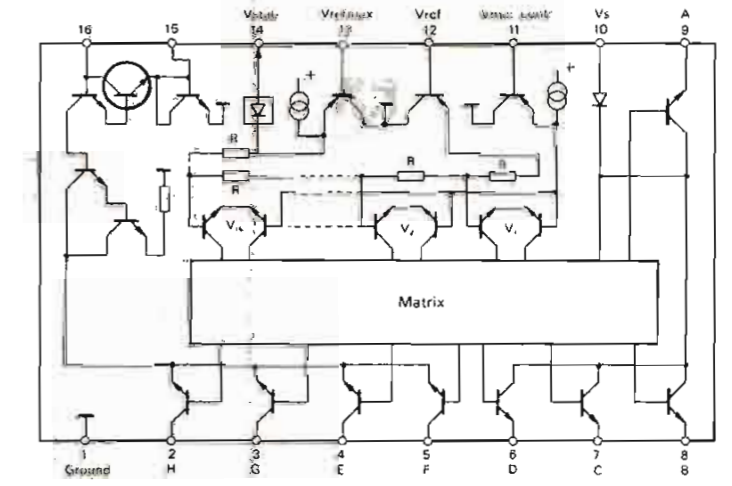 Vstab Vrefmax Vref Vs A
16 15 14 13 12 11 10 9
+ +
R
R R R
V
Matrix
1 2 3 4 5 6 7 8
Ground H G E F D C B